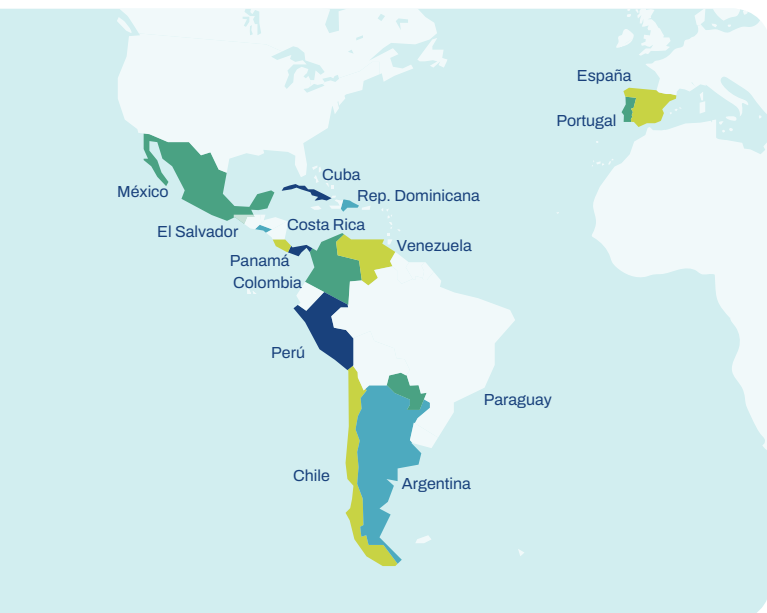 España
Portugal
Cuba
México
Rep. Dominicana
Costa Rica
El Salvador
Venezuela
Panamá
Colombia
Perú
Paraguay
Chile
Argentina